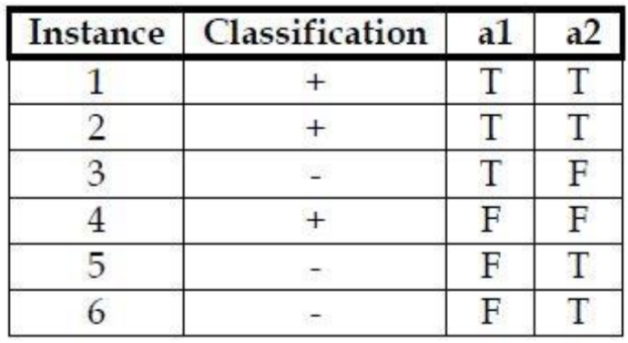 Instance Classification a1 a2
1 + T T
2 + T T
3 - T F
4 + F F
5 - F T
6 - F T